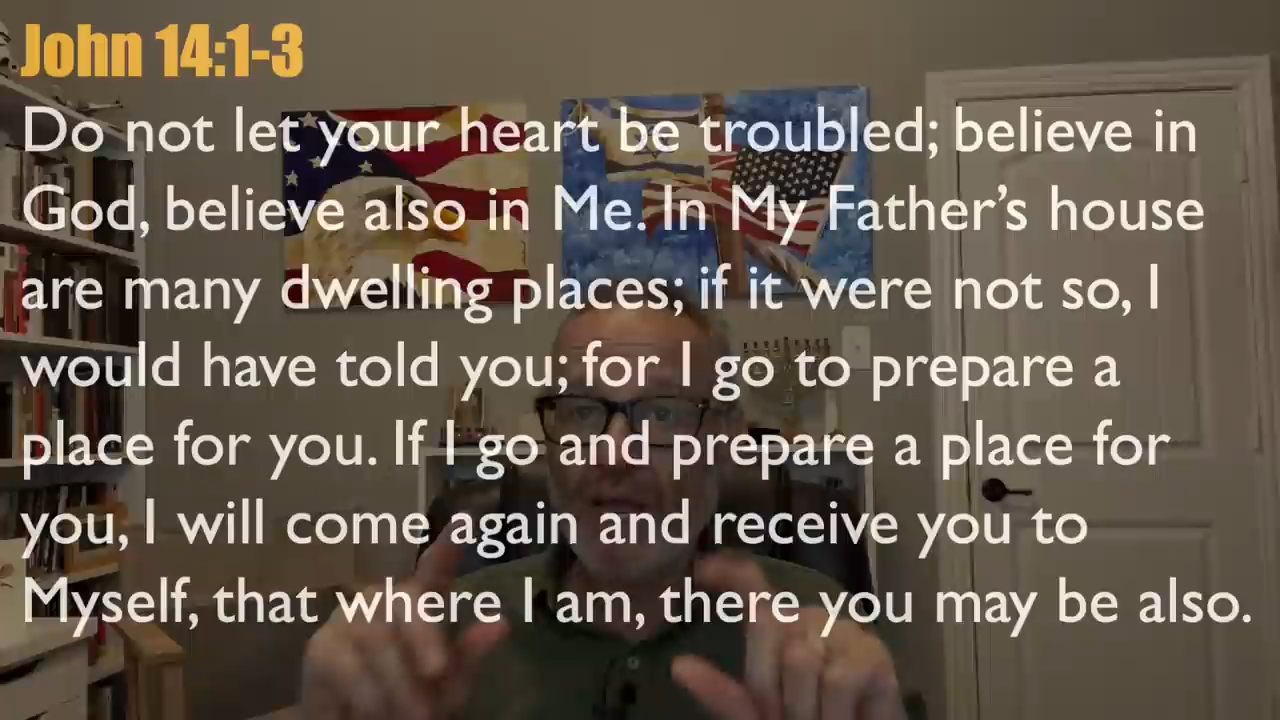 John 14:1-3
Do not let your heart be troubled; believe in
God, believe also in Me. In My Father’s house
are many dwelling places; if it were not so, I
would have told you; for I go to prepare a
place for you. If I go and prepare a place for
you, I will come again and receive you to
Myself, that where I am, there you may be also.